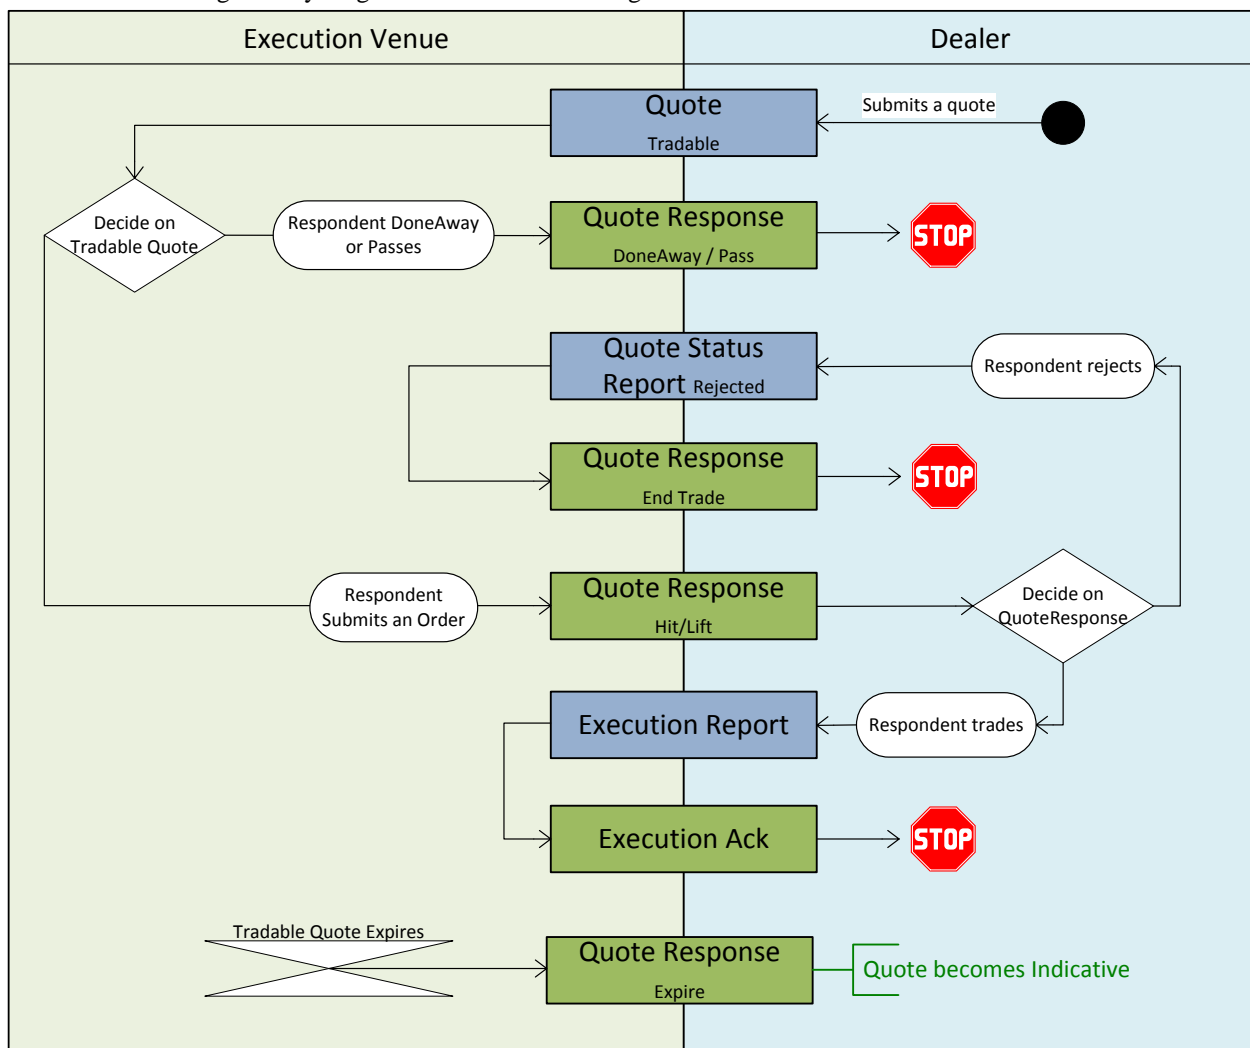 Execution Venue
Dealer
Quote
Tradable
Submits a quote
Decide on
Tradable Quote
Respondent DoneAway
or Passes
Quote Response
DoneAway / Pass
STOP
Quote Status
Report Rejected
Respondent rejects
Quote Response
End Trade
STOP
Respondent
Submits an Order
Quote Response
Hit/Lift
Decide on
QuoteResponse
Execution Report
Respondent trades
Execution Ack
STOP
Tradable Quote Expires
Quote Response
Expire
Quote becomes Indicative